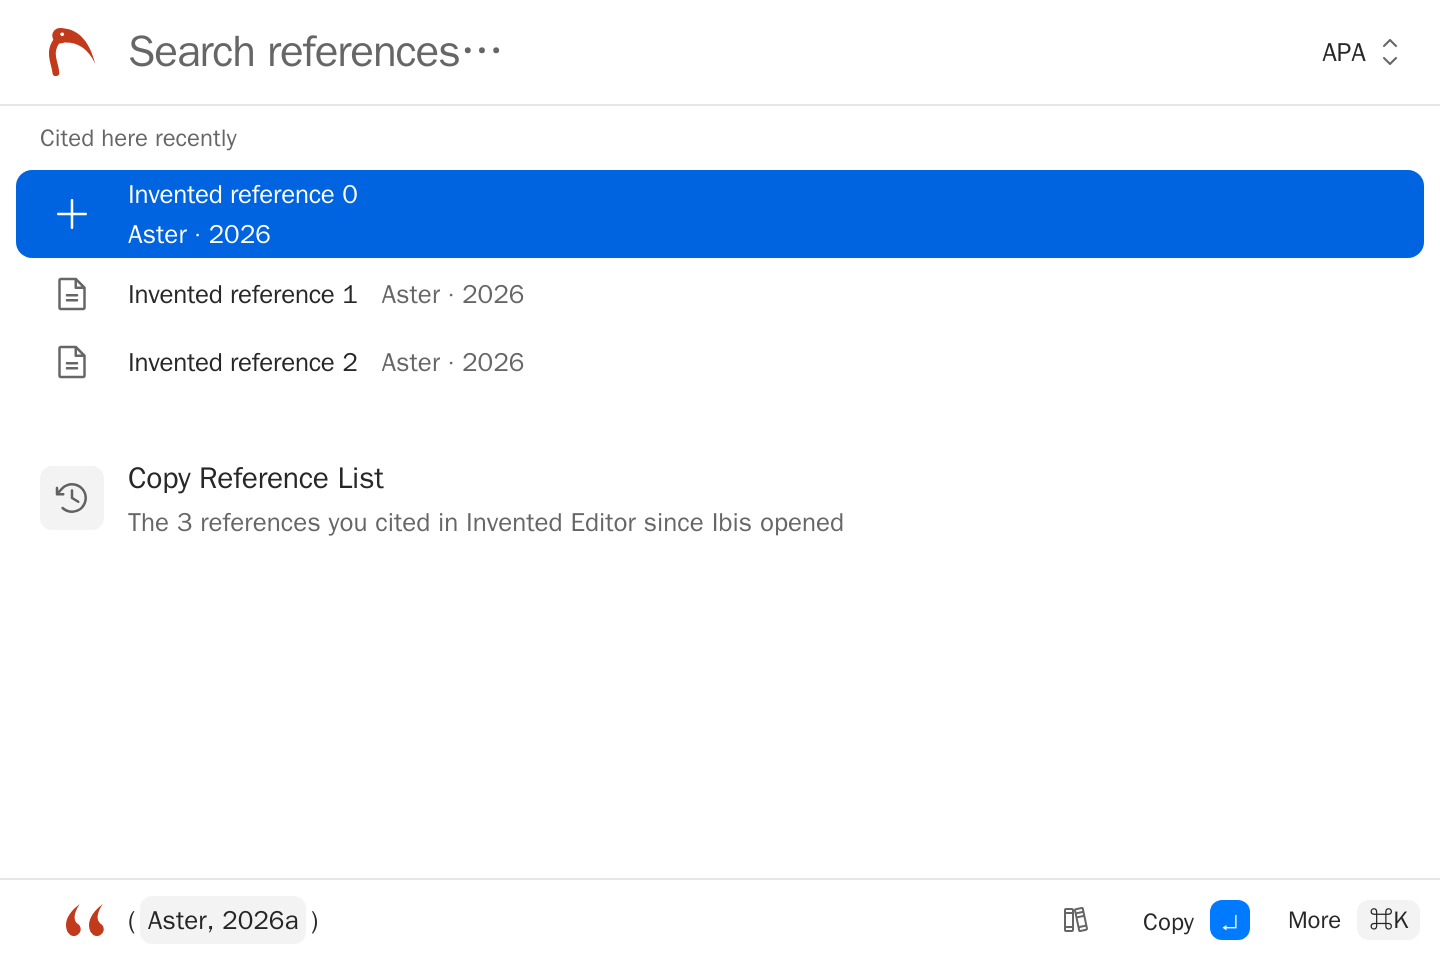 Search references…
APA
Cited here recently
Invented reference 0
Aster · 2026
Invented reference 1 Aster · 2026
Invented reference 2 Aster · 2026
Copy Reference List
The 3 references you cited in Invented Editor since Ibis opened
“ (Aster, 2026a)
Copy ↵ More ⌘K